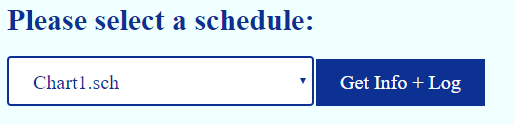 Please select a schedule:
Chart1.sch Get Info + Log